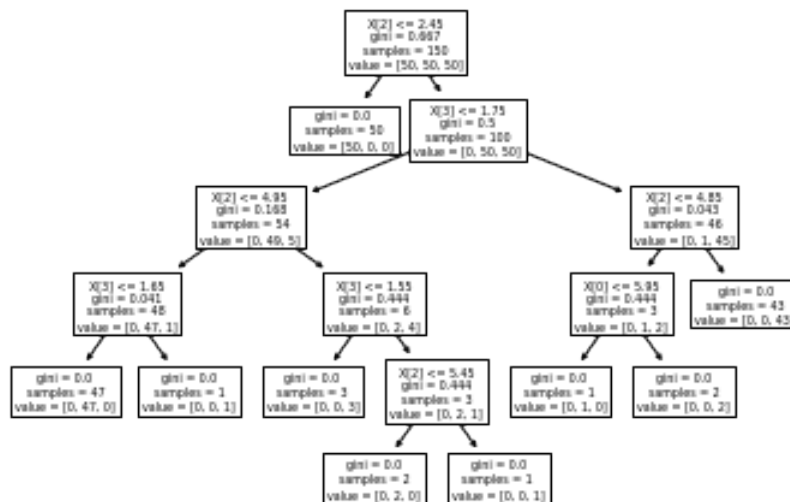 X[2] <= 2.45
gini = 0.667
samples = 150
value = [50, 50, 50]
gini = 0.0
samples = 50
value = [50, 0, 0]
X[3] <= 1.75
gini = 0.5
samples = 100
value = [0, 50, 50]
X[2] <= 4.95
gini = 0.168
samples = 54
value = [0, 49, 5]
X[2] <= 4.85
gini = 0.043
samples = 46
value = [0, 1, 45]
X[3] <= 1.65
gini = 0.041
samples = 48
value = [0, 47, 1]
X[3] <= 1.55
gini = 0.444
samples = 6
value = [0, 2, 4]
X[0] <= 5.95
gini = 0.444
samples = 3
value = [0, 1, 2]
gini = 0.0
samples = 43
value = [0, 0, 43]
gini = 0.0
samples = 47
value = [0, 47, 0]
gini = 0.0
samples = 1
value = [0, 0, 1]
gini = 0.0
samples = 3
value = [0, 0, 3]
X[2] <= 5.45
gini = 0.444
samples = 3
value = [0, 2, 1]
gini = 0.0
samples = 1
value = [0, 1, 0]
gini = 0.0
samples = 2
value = [0, 0, 2]
gini = 0.0
samples = 2
value = [0, 2, 0]
gini = 0.0
samples = 1
value = [0, 0, 1]